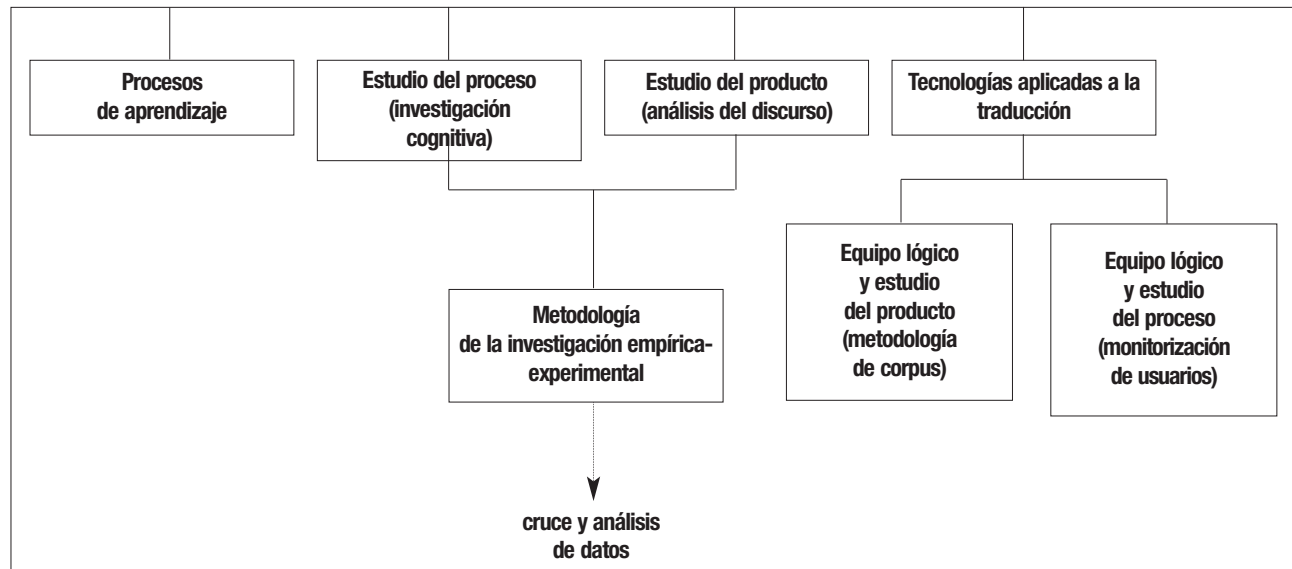 Procesos
de aprendizaje
Estudio del proceso
(investigación
cognitiva)
Estudio del producto
(análisis del discurso)
Tecnologías aplicadas a la
traducción
Metodología
de la investigación empírica-
experimental
Equipo lógico
y estudio
del producto
(metodología
de corpus)
Equipo lógico
y estudio
del proceso
(monitorización
de usuarios)
cruce y análisis
de datos